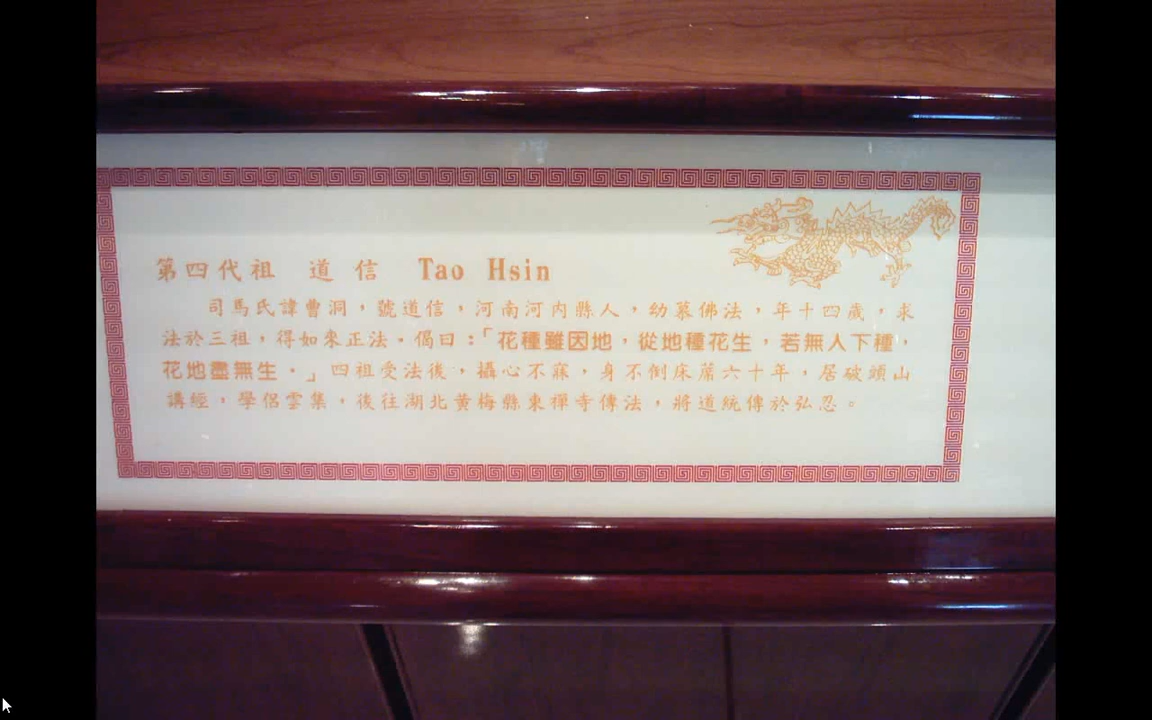 第四代祖 道信 Tao Hsin
司馬氏諱曹洞，號道信，河南河內縣人，幼慕佛法，年十四歲，求
法於三祖，得如來正法。偈曰：「花種雖因地，從地種花生，若無人下種，
花地盡無生。」四祖受法後，攝心不寐，身不倒床蓆六十年，居破頭山
講經，學侶雲集，後往湖北黃梅縣東禪寺傳法，將道統傳於弘忍。